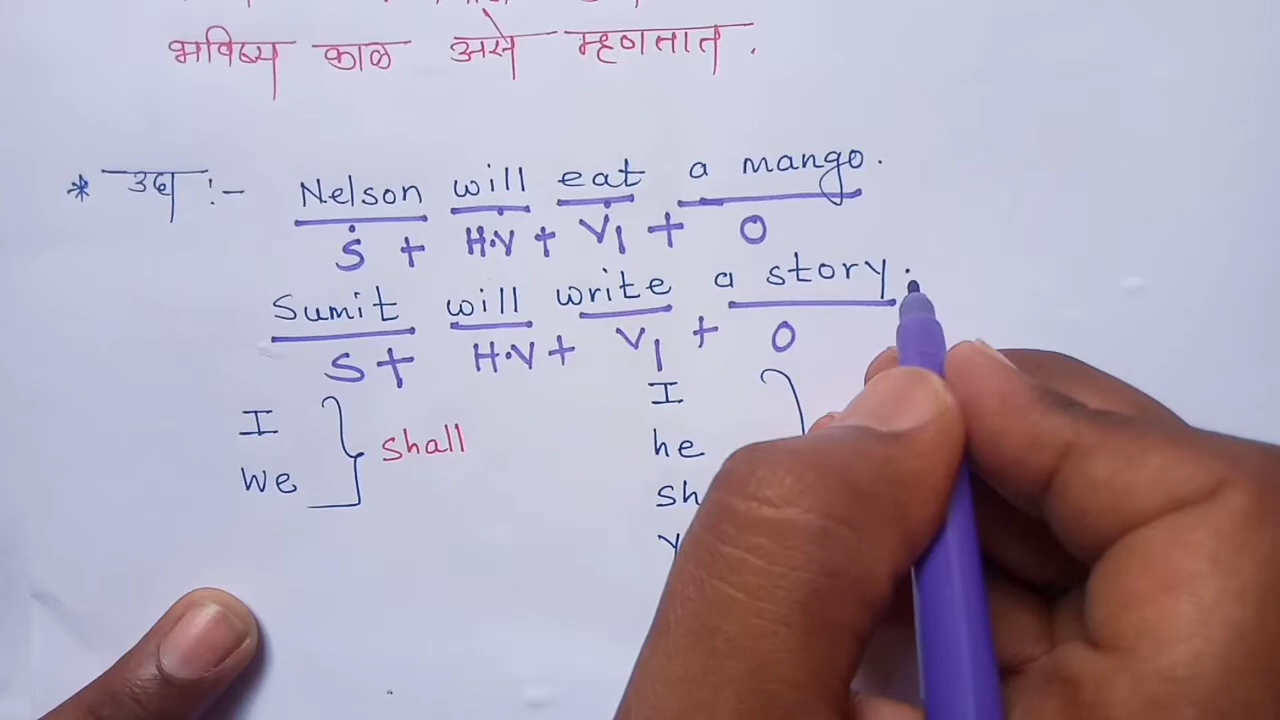 भविष्य काळ असे म्हणतात.
* उदा :- Nelson will eat a mango.
S + H.V + V1 + O
Sumit will write a story.
S + H.V + V1 + O
I
We
shall
I
he